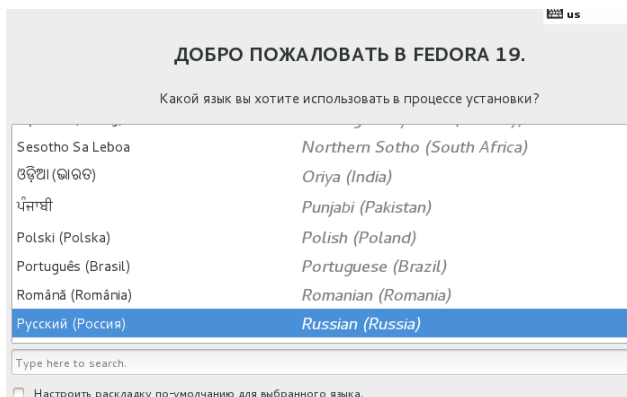 us
ДОБРО ПОЖАЛОВАТЬ В FEDORA 19.
Какой язык вы хотите использовать в процессе установки?
Sesotho Sa Leboa Northern Sotho (South Africa)
ଓଡ଼ିଆ (ଭାରତ) Oriya (India)
ਪੰਜਾਬੀ Punjabi (Pakistan)
Polski (Polska) Polish (Poland)
Português (Brasil) Portuguese (Brazil)
Română (România) Romanian (Romania)
Русский (Россия) Russian (Russia)
Type here to search.
Настроить раскладку по-умолчанию для выбранного языка.